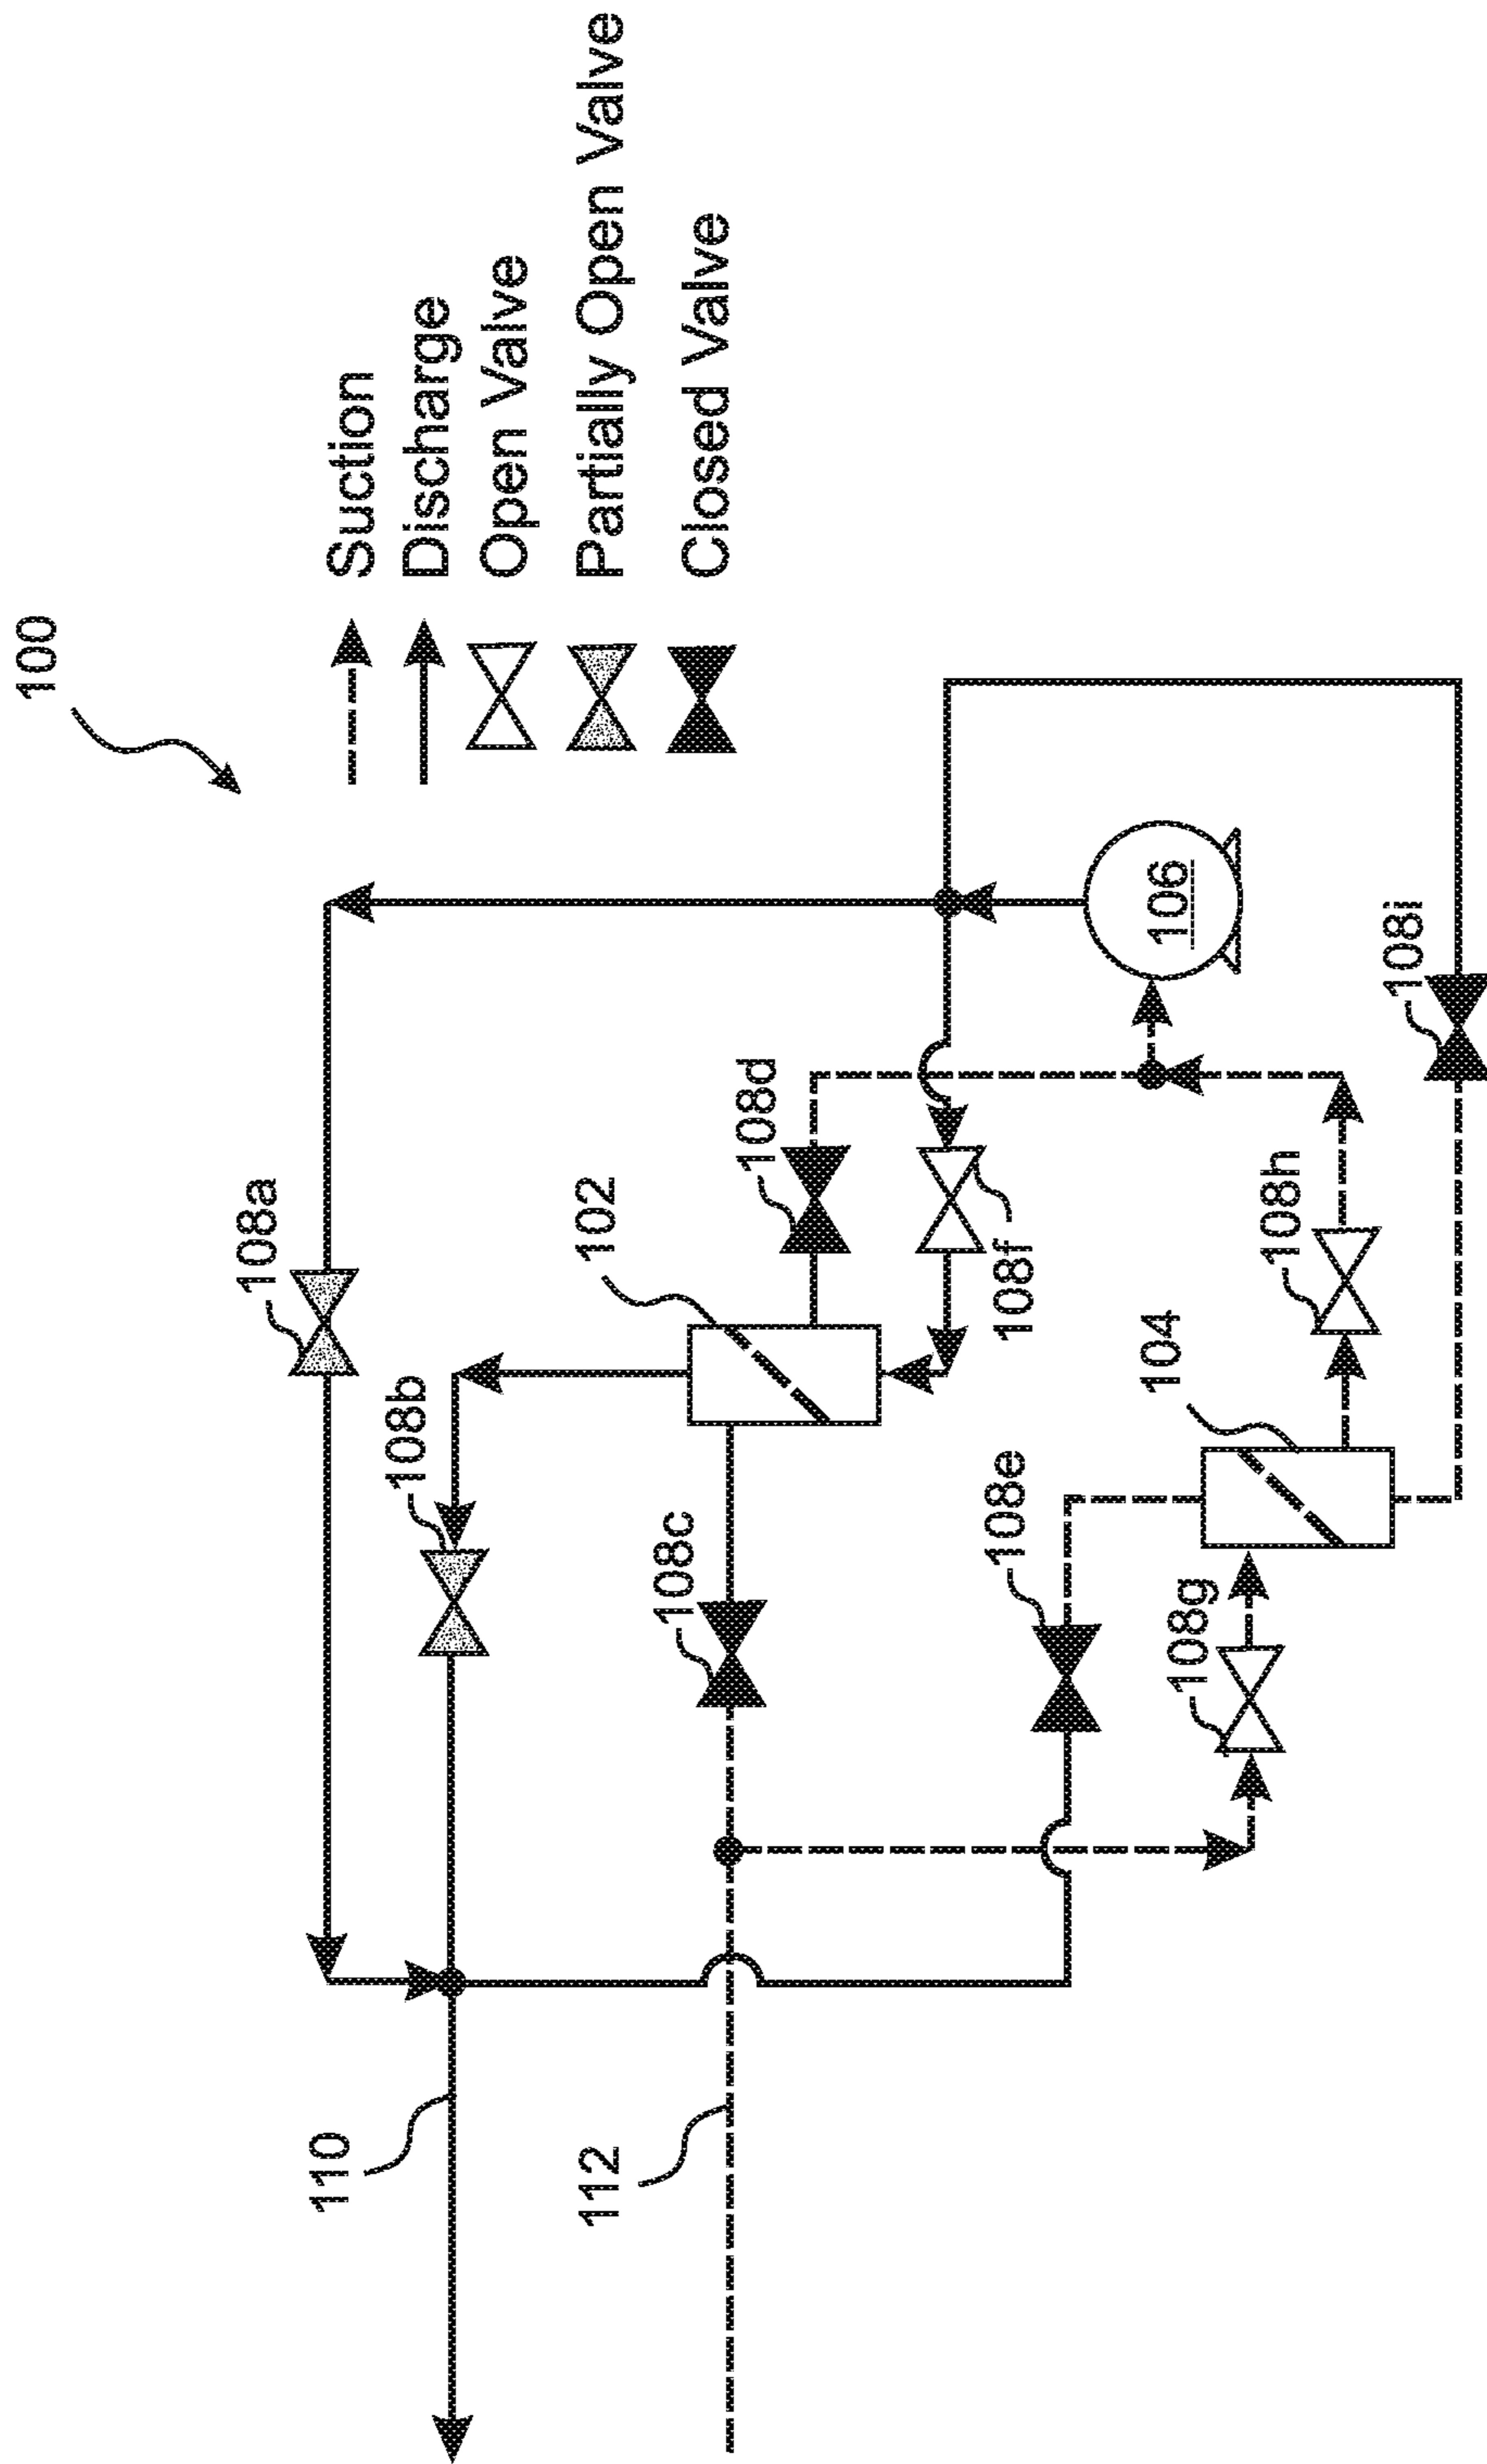 100
Suction
Discharge
Open Valve
Partially Open Valve
Closed Valve
108a
108b
102
108d
106
108c
108f
108i
108e
104
108h
108g
110
112